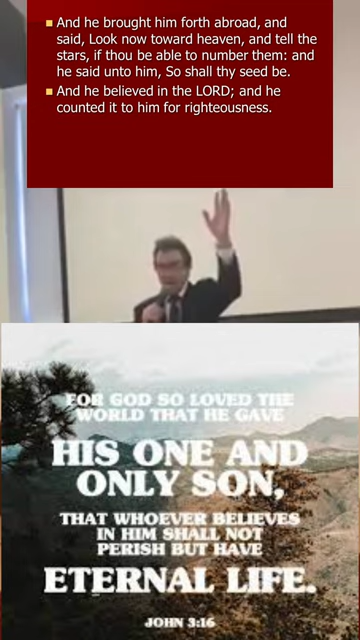 And he brought him forth abroad, and
said, Look now toward heaven, and tell the
stars, if thou be able to number them: and
he said unto him, So shall thy seed be.
And he believed in the LORD; and he
counted it to him for righteousness.
FOR GOD SO LOVED THE
WORLD THAT HE GAVE
HIS ONE AND
ONLY SON,
THAT WHOEVER BELIEVES
IN HIM SHALL NOT
PERISH BUT HAVE
ETERNAL LIFE.
JOHN 3:16